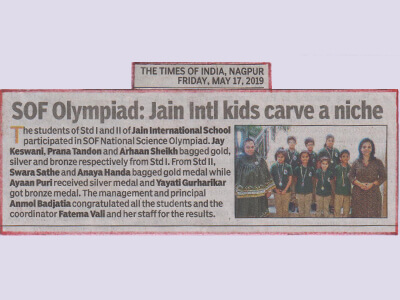 THE TIMES OF INDIA, NAGPUR
FRIDAY, MAY 17, 2019
SOF Olympiad: Jain Intl kids carve a niche
The students of Std I and II of Jain International School
participated in SOF National Science Olympiad. Jay
Keswani, Prana Tandon and Arhaan Sheikh bagged gold,
silver and bronze respectively from Std I. From Std II,
Swara Sathe and Anaya Handa bagged gold medal while
Ayaan Puri received silver medal and Yayati Gurharikar
got bronze medal. The management and principal
Anmol Badjatia congratulated all the students and the
coordinator Fatema Vali and her staff for the results.